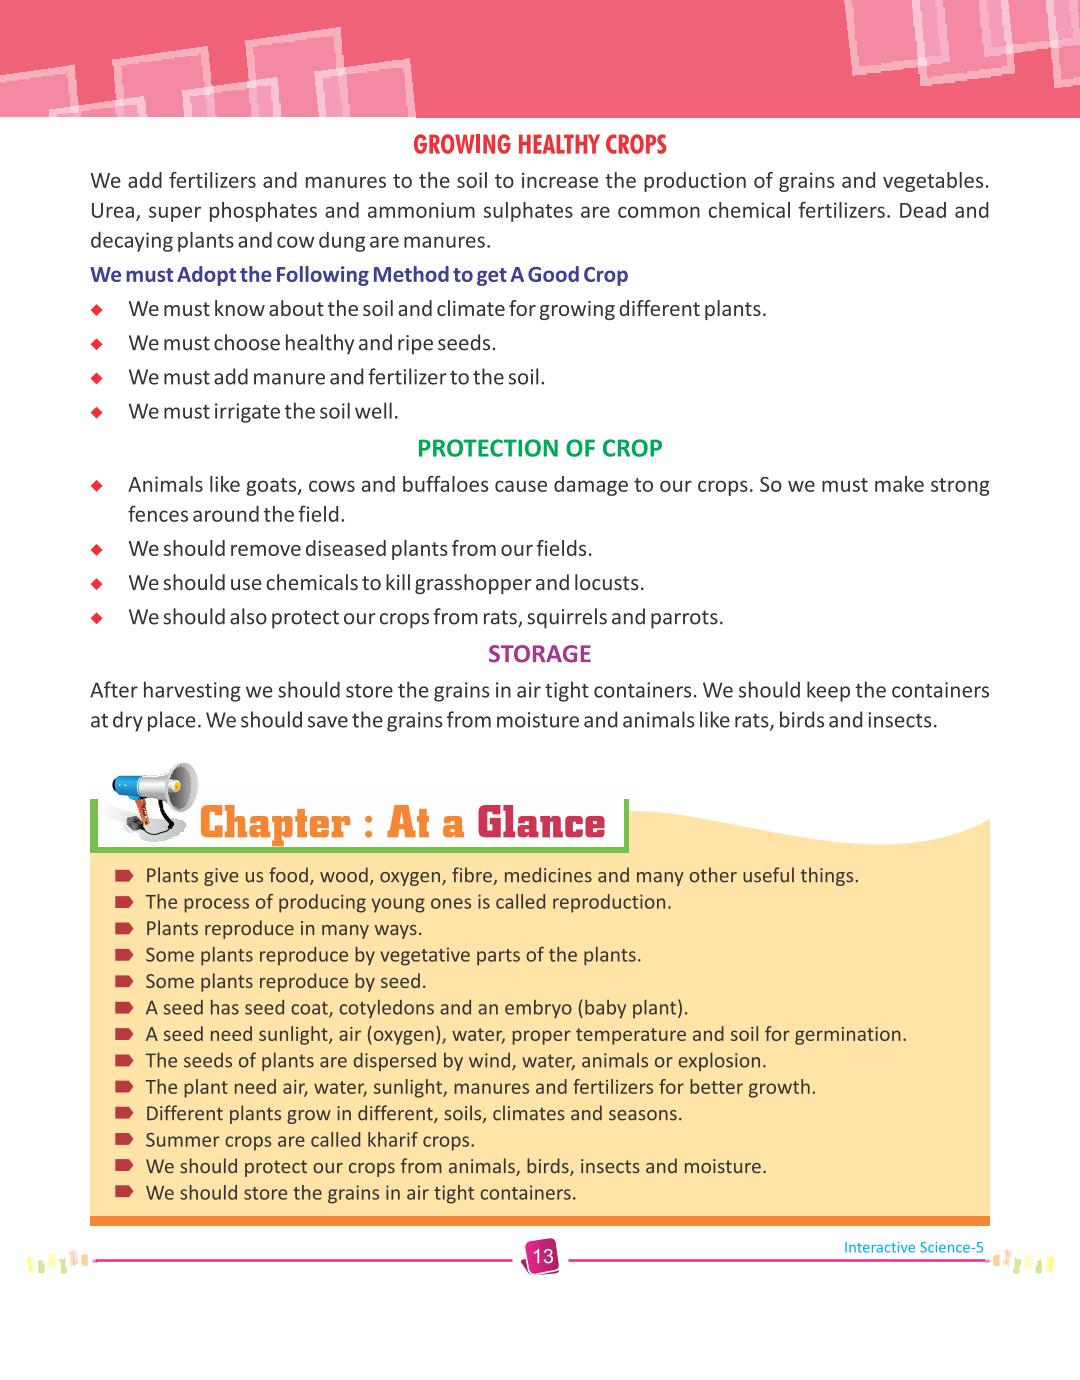 GROWING HEALTHY CROPS
We add fertilizers and manures to the soil to increase the production of grains and vegetables.
Urea, super phosphates and ammonium sulphates are common chemical fertilizers. Dead and
decaying plants and cow dung are manures.
We must Adopt the Following Method to get A Good Crop
◆ We must know about the soil and climate for growing different plants.
◆ We must choose healthy and ripe seeds.
◆ We must add manure and fertilizer to the soil.
◆ We must irrigate the soil well.
PROTECTION OF CROP
◆ Animals like goats, cows and buffaloes cause damage to our crops. So we must make strong
fences around the field.
◆ We should remove diseased plants from our fields.
◆ We should use chemicals to kill grasshopper and locusts.
◆ We should also protect our crops from rats, squirrels and parrots.
STORAGE
After harvesting we should store the grains in air tight containers. We should keep the containers
at dry place. We should save the grains from moisture and animals like rats, birds and insects.
Chapter : At a Glance
Plants give us food, wood, oxygen, fibre, medicines and many other useful things.
The process of producing young ones is called reproduction.
Plants reproduce in many ways.
Some plants reproduce by vegetative parts of the plants.
Some plants reproduce by seed.
A seed has seed coat, cotyledons and an embryo (baby plant).
A seed need sunlight, air (oxygen), water, proper temperature and soil for germination.
The seeds of plants are dispersed by wind, water, animals or explosion.
The plant need air, water, sunlight, manures and fertilizers for better growth.
Different plants grow in different, soils, climates and seasons.
Summer crops are called kharif crops.
We should protect our crops from animals, birds, insects and moisture.
We should store the grains in air tight containers.
Interactive Science-5
13